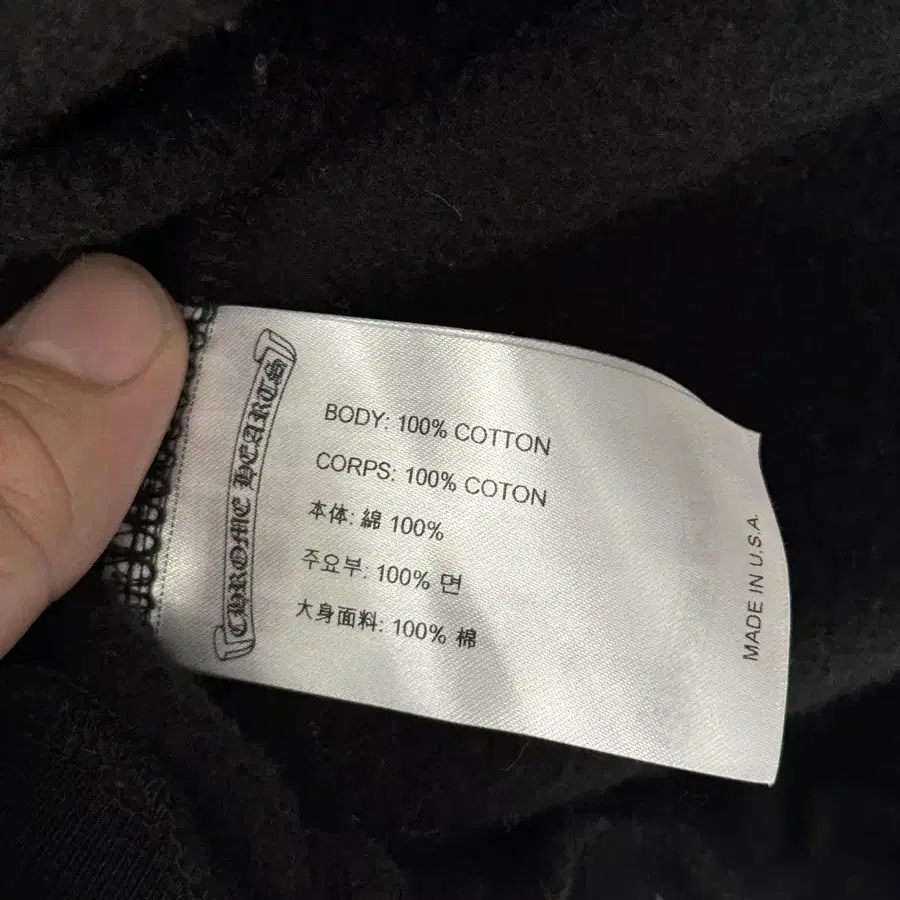 CHROME HEARTS
BODY: 100% COTTON
CORPS: 100% COTON
本体: 綿 100%
주요부: 100% 면
大身面料: 100% 棉
MADE IN U.S.A.